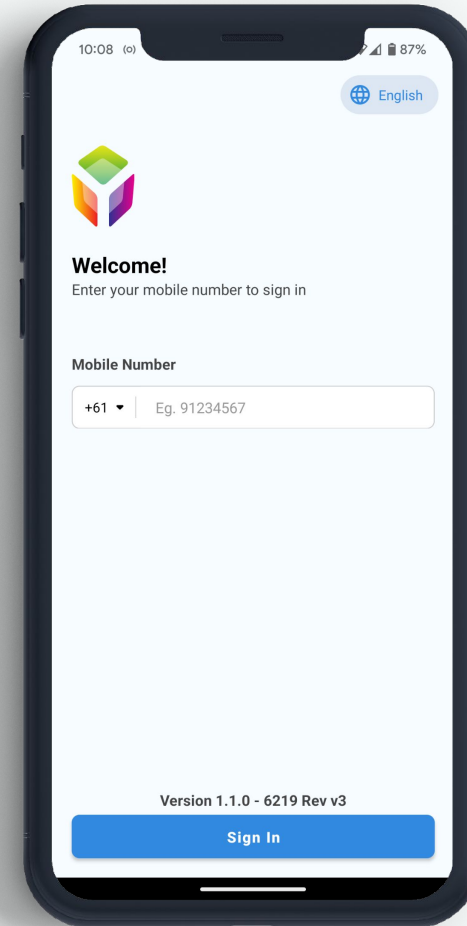 10:08
87%
English
Welcome!
Enter your mobile number to sign in
Mobile Number
+61
Eg. 91234567
Version 1.1.0 - 6219 Rev v3
Sign In